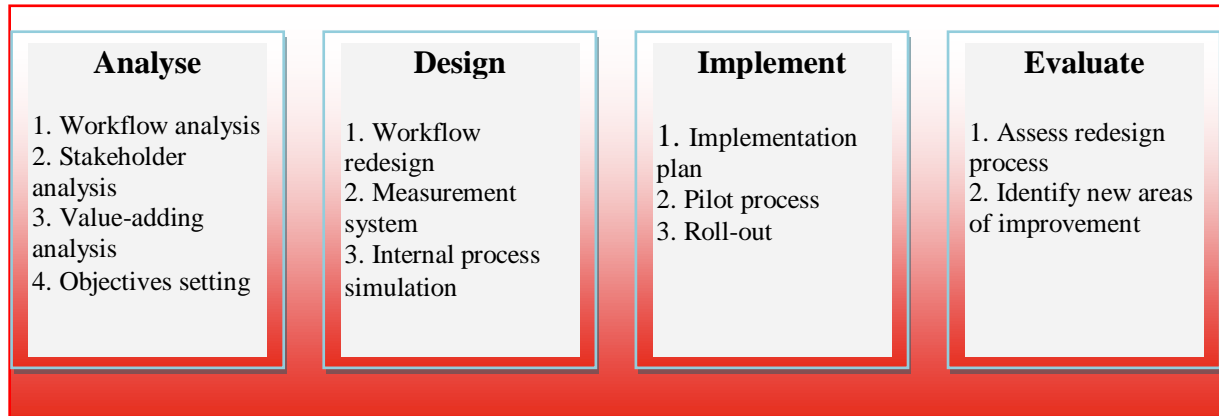 Analyse
1. Workflow analysis
2. Stakeholder
analysis
3. Value-adding
analysis
4. Objectives setting
Design
1. Workflow
redesign
2. Measurement
system
3. Internal process
simulation
Implement
1. Implementation
plan
2. Pilot process
3. Roll-out
Evaluate
1. Assess redesign
process
2. Identify new areas
of improvement